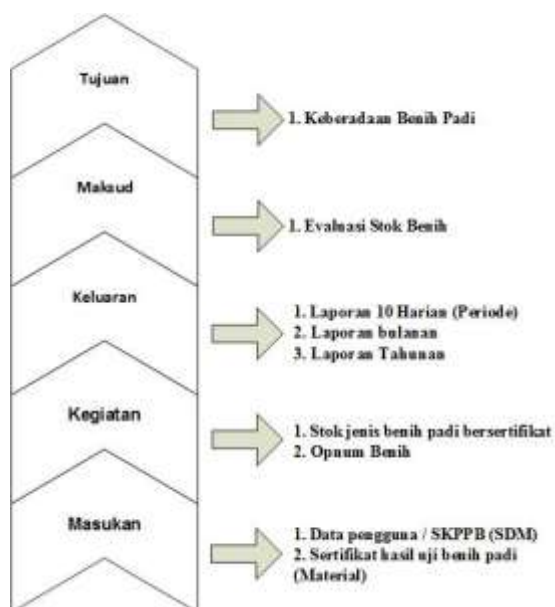 Tujuan
1. Keberadaan Benih Padi
Maksud
1. Evaluasi Stok Benih
Keluaran
1. Laporan 10 Harian (Periode)
2. Laporan bulanan
3. Laporan Tahunan
Kegiatan
1. Stok jenis benih padi bersertifikat
2. Opnum Benih
Masukan
1. Data pengguna / SKPPB (SDM)
2. Sertifikat hasil uji benih padi
(Material)